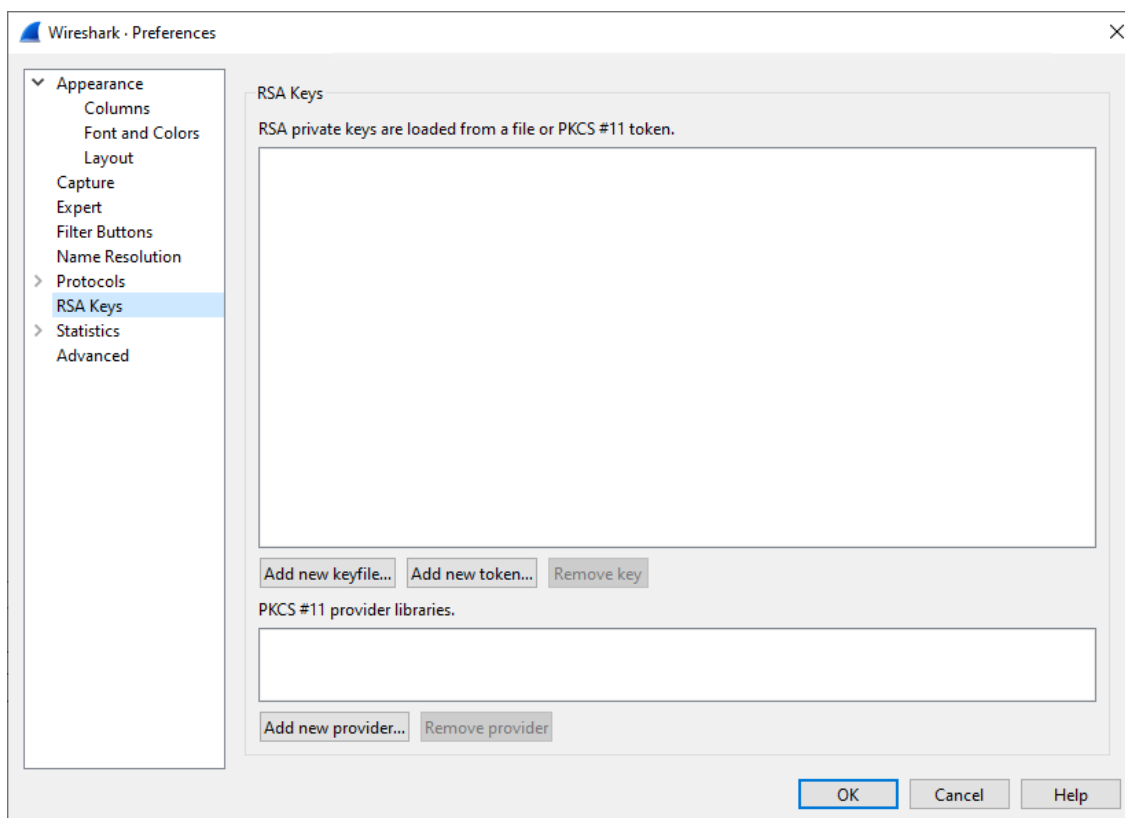 Wireshark · Preferences
Appearance
Columns
Font and Colors
Layout
Capture
Expert
Filter Buttons
Name Resolution
Protocols
RSA Keys
Statistics
Advanced
RSA Keys
RSA private keys are loaded from a file or PKCS #11 token.
Add new keyfile... Add new token... Remove key
PKCS #11 provider libraries.
Add new provider... Remove provider
OK Cancel Help